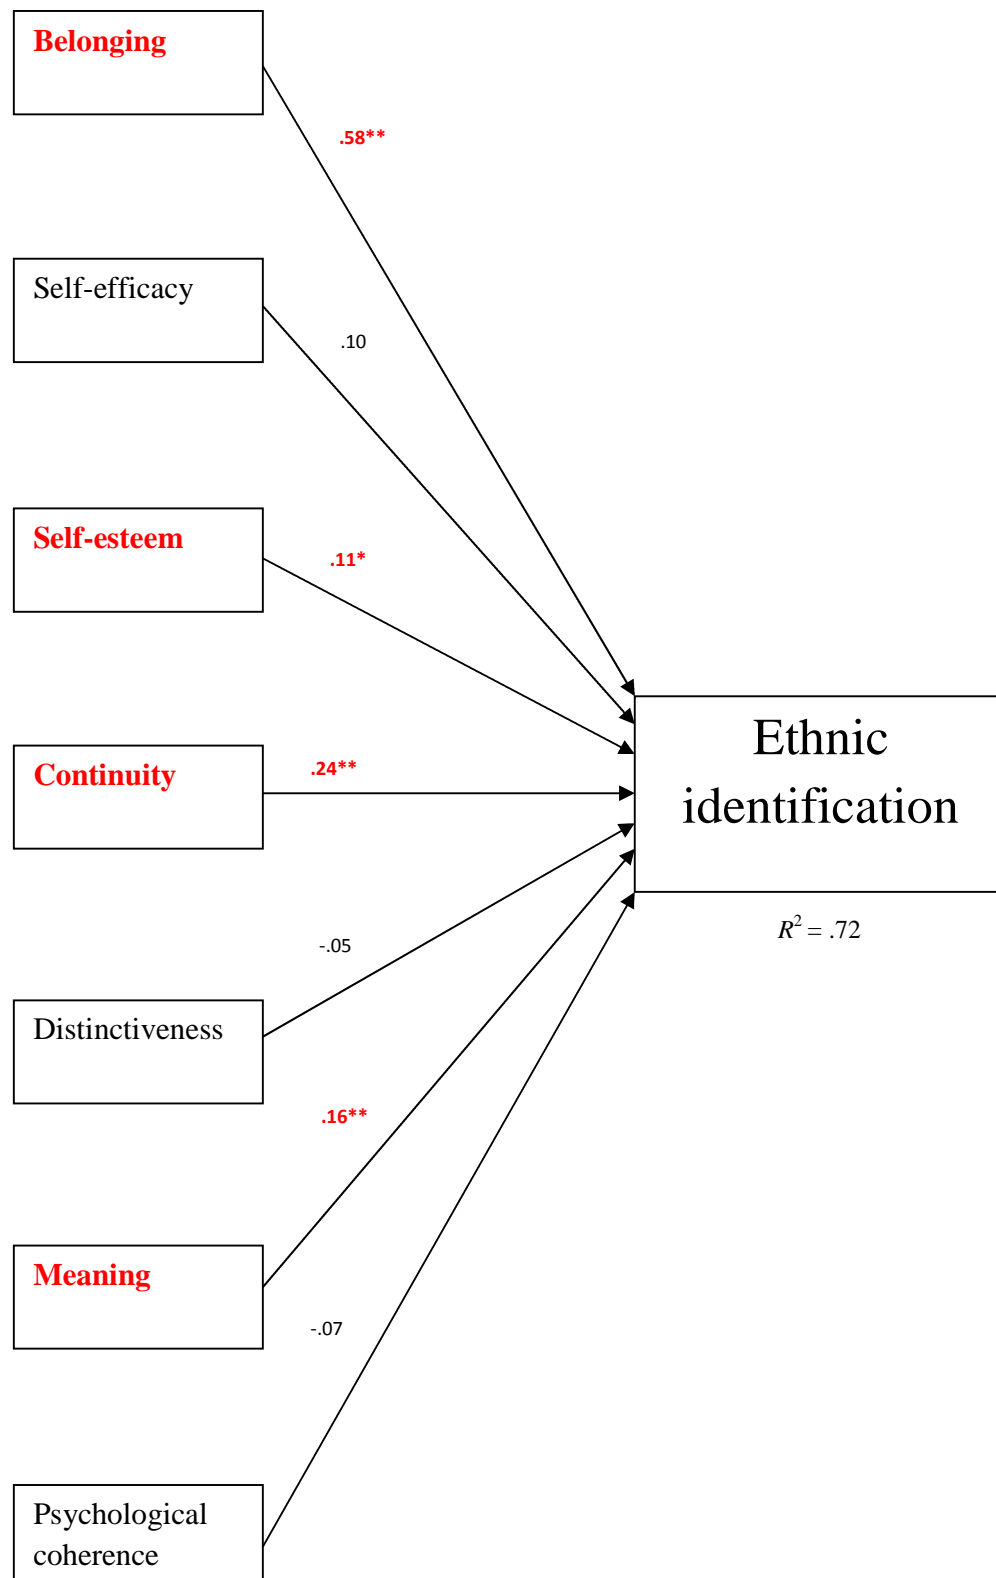 Belonging
.58**
Self-efficacy
.10
Self-esteem
.11*
Ethnic
identification
Continuity
.24**
R² = .72
-.05
Distinctiveness
.16**
Meaning
-.07
Psychological
coherence